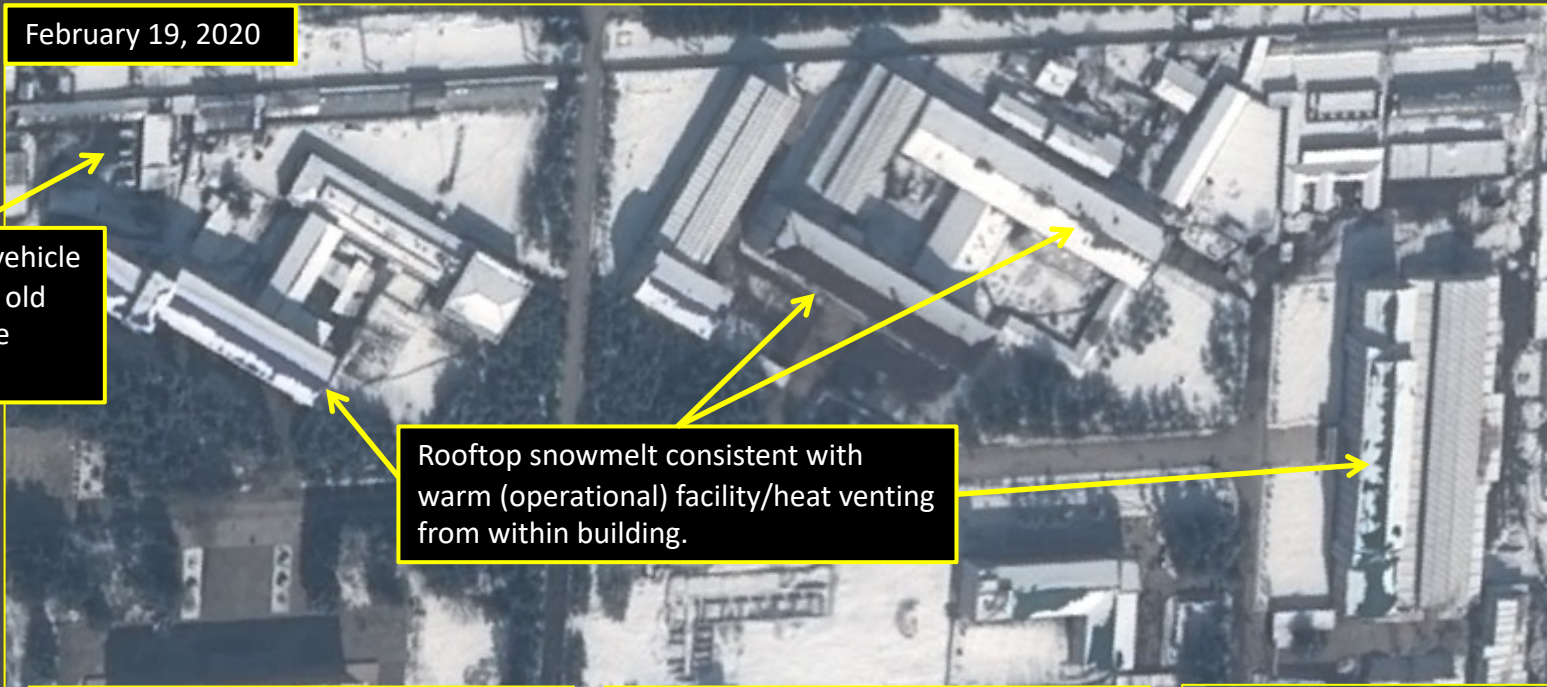 February 19, 2020
vehicle
old
Rooftop snowmelt consistent with
warm (operational) facility/heat venting
from within building.